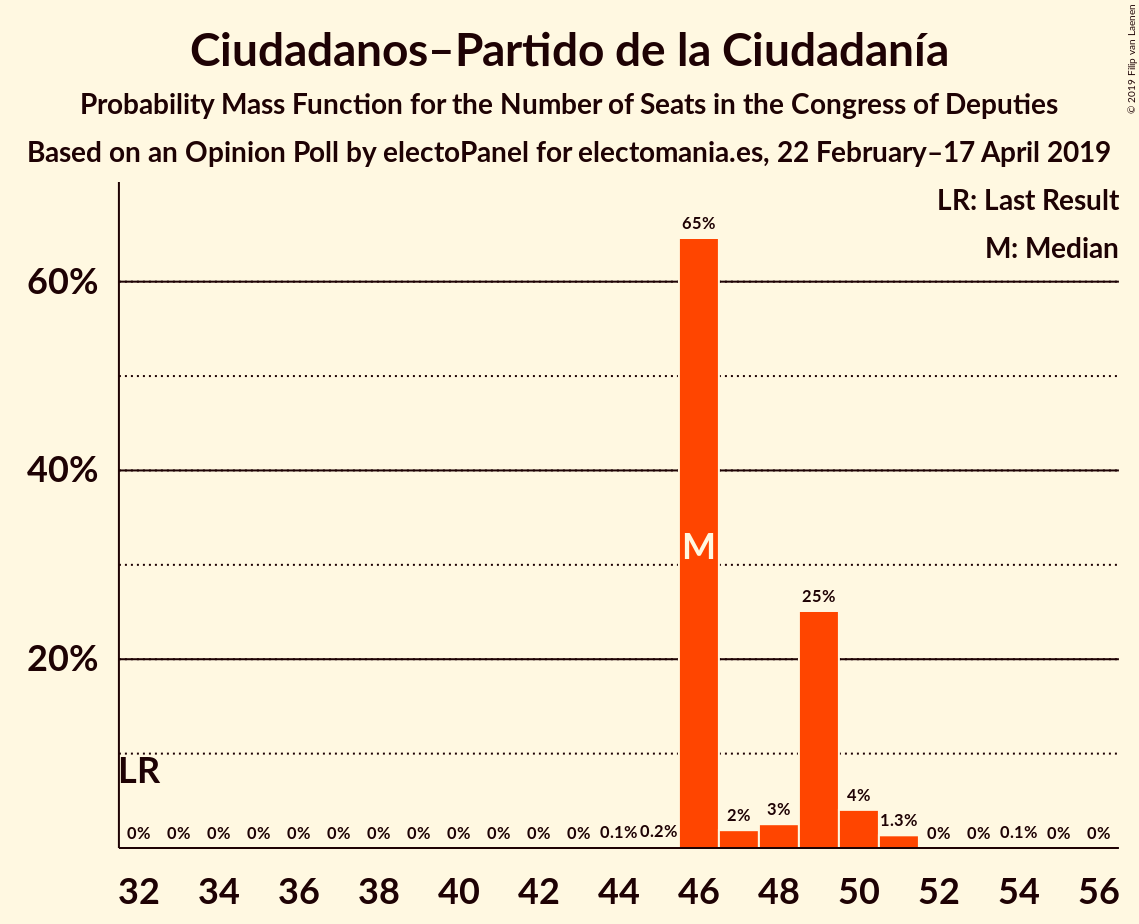 Ciudadanos–Partido de la Ciudadanía
Probability Mass Function for the Number of Seats in the Congress of Deputies
Based on an Opinion Poll by electoPanel for electomania.es, 22 February–17 April 2019
© 2019 Filip van Laenen
LR: Last Result
M: Median
65%
60%
40%
M
25%
20%
LR
0% 0% 0% 0% 0% 0% 0% 0% 0% 0% 0% 0% 0.1% 0.2% 2% 3% 4% 1.3% 0% 0% 0.1% 0% 0%
32 34 36 38 40 42 44 46 48 50 52 54 56